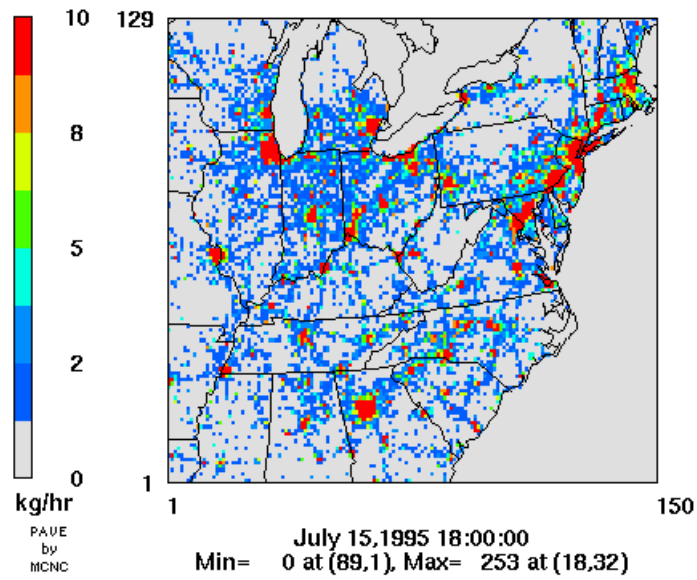 10
8
5
2
0
kg/hr
PAVE
by
MCNC
129
1
1
150
July 15,1995 18:00:00
Min= 0 at (89,1), Max= 253 at (18,32)